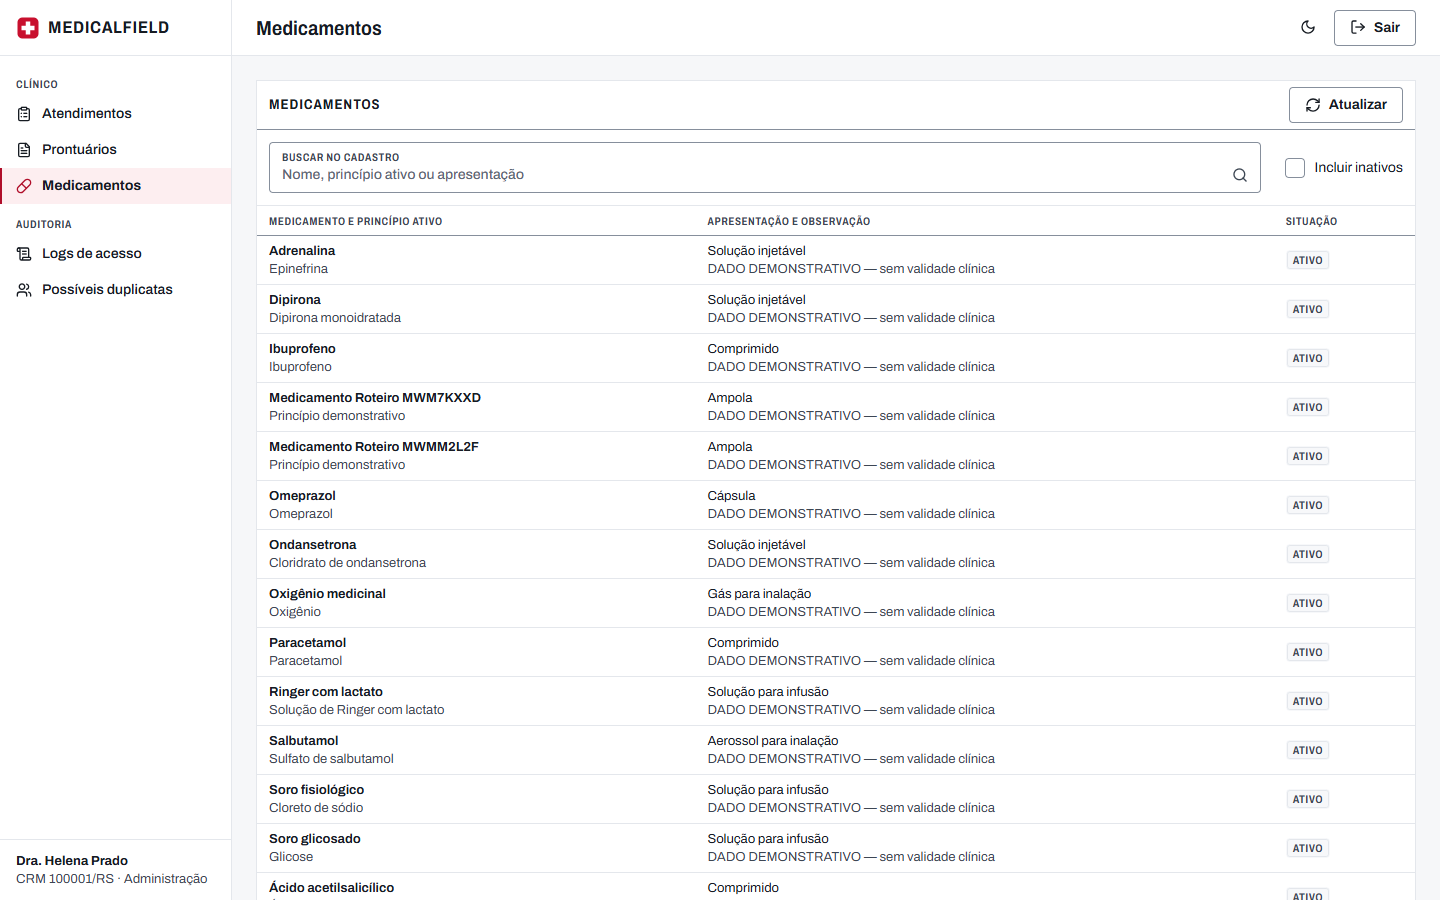 MEDICALFIELD
Medicamentos
Sair
CLÍNICO
Atendimentos
Prontuários
Medicamentos
AUDITORIA
Logs de acesso
Possíveis duplicatas
Dra. Helena Prado
CRM 100001/RS · Administração
MEDICAMENTOS
Atualizar
BUSCAR NO CADASTRO
Nome, princípio ativo ou apresentação
Incluir inativos
MEDICAMENTO E PRINCÍPIO ATIVO APRESENTAÇÃO E OBSERVAÇÃO SITUAÇÃO
Adrenalina Solução injetável
Epinefrina DADO DEMONSTRATIVO — sem validade clínica
ATIVO
Dipirona Solução injetável
Dipirona monoidratada DADO DEMONSTRATIVO — sem validade clínica
ATIVO
Ibuprofeno Comprimido
Ibuprofeno DADO DEMONSTRATIVO — sem validade clínica
ATIVO
Medicamento Roteiro MWM7KXXD Ampola
Princípio demonstrativo DADO DEMONSTRATIVO — sem validade clínica
ATIVO
Medicamento Roteiro MWMM2L2F Ampola
Princípio demonstrativo DADO DEMONSTRATIVO — sem validade clínica
ATIVO
Omeprazol Cápsula
Omeprazol DADO DEMONSTRATIVO — sem validade clínica
ATIVO
Ondansetrona Solução injetável
Cloridrato de ondansetrona DADO DEMONSTRATIVO — sem validade clínica
ATIVO
Oxigênio medicinal Gás para inalação
Oxigênio DADO DEMONSTRATIVO — sem validade clínica
ATIVO
Paracetamol Comprimido
Paracetamol DADO DEMONSTRATIVO — sem validade clínica
ATIVO
Ringer com lactato Solução para infusão
Solução de Ringer com lactato DADO DEMONSTRATIVO — sem validade clínica
ATIVO
Salbutamol Aerossol para inalação
Sulfato de salbutamol DADO DEMONSTRATIVO — sem validade clínica
ATIVO
Soro fisiológico Solução para infusão
Cloreto de sódio DADO DEMONSTRATIVO — sem validade clínica
ATIVO
Soro glicosado Solução para infusão
Glicose DADO DEMONSTRATIVO — sem validade clínica
ATIVO
Ácido acetilsalicílico Comprimido
ATIVO